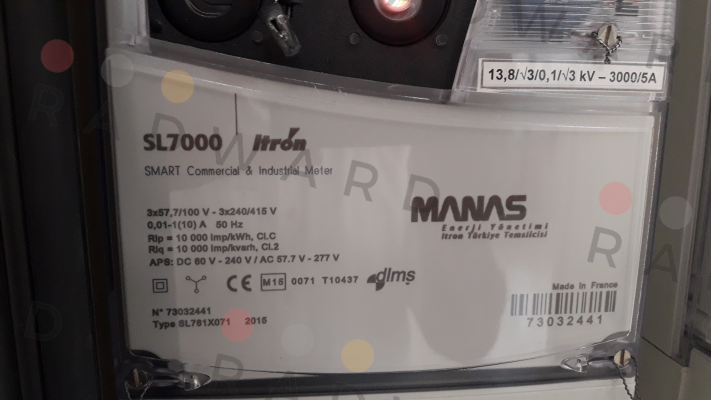 13,8/√3/0,1/√3 kV – 3000/5A
SL7000 Itron
SMART Commercial & Industrial Meter
MANAS
Enerji Yönetimi
Itron Türkiye Temsilcisi
3x57,7/100 V - 3x240/415 V
0,01-1(10) A 50 Hz
Rip = 10 000 imp/kWh, Cl.C
Riq = 10 000 imp/kvarh, Cl.2
APS: DC 60 V - 240 V / AC 57.7 V - 277 V
CE M15 0071 T10437 dlms
Made in France
N° 73032441
Type SL761X071 2015
73032441
RADWARD
RA